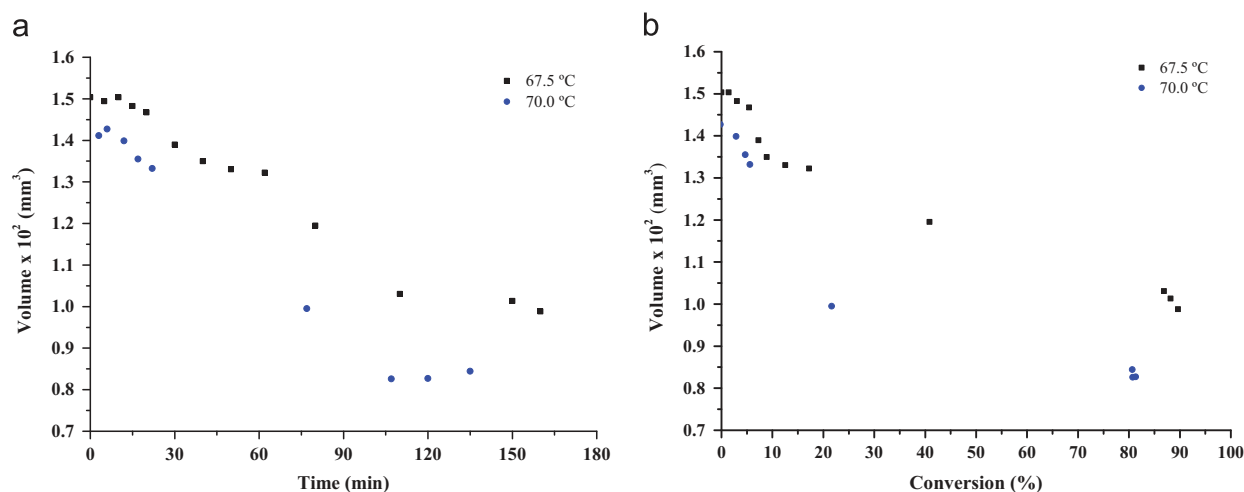 a
1.6
1.5
1.4
1.3
1.2
1.1
1.0
0.9
0.8
0.7
Volume x 10² (mm³)
0 30 60 90 120 150 180
Time (min)
67.5 ºC
70.0 ºC
b
1.6
1.5
1.4
1.3
1.2
1.1
1.0
0.9
0.8
0.7
Volume x 10² (mm³)
0 10 20 30 40 50 60 70 80 90 100
Conversion (%)
67.5 ºC
70.0 ºC